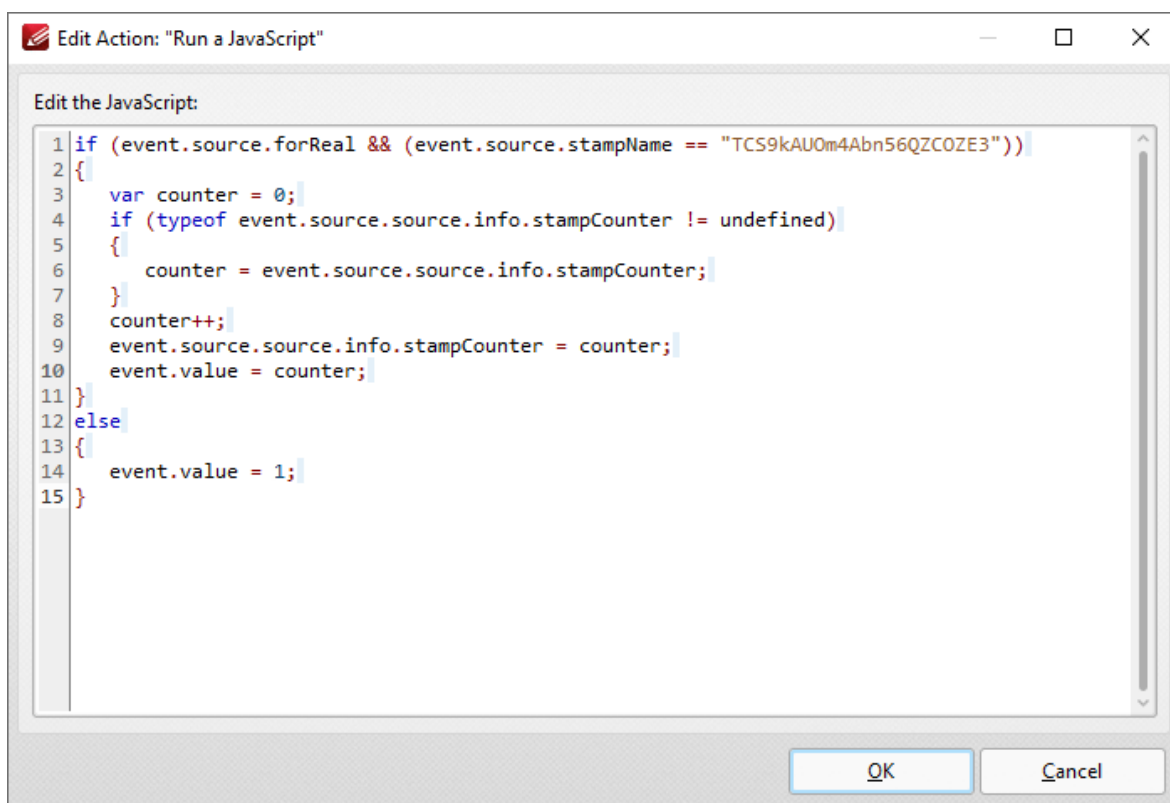 Edit Action: "Run a JavaScript"
Edit the JavaScript:
1 if (event.source.forReal && (event.source.stampName == "TCS9kAUOm4Abn56QZCOZE3"))
2 {
3 var counter = 0;
4 if (typeof event.source.source.info.stampCounter != undefined)
5 {
6 counter = event.source.source.info.stampCounter;
7 }
8 counter++;
9 event.source.source.info.stampCounter = counter;
10 event.value = counter;
11 }
12 else
13 {
14 event.value = 1;
15 }
OK Cancel